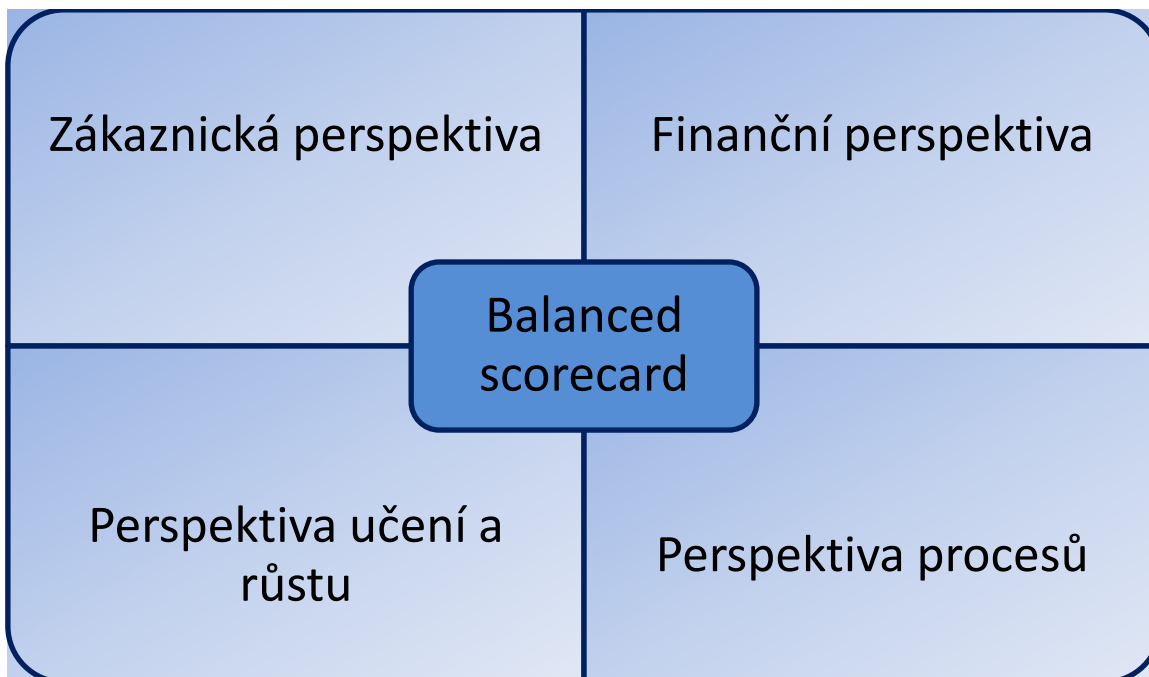 Zákaznická perspektiva
Finanční perspektiva
Balanced
scorecard
Perspektiva učení a
růstu
Perspektiva procesů